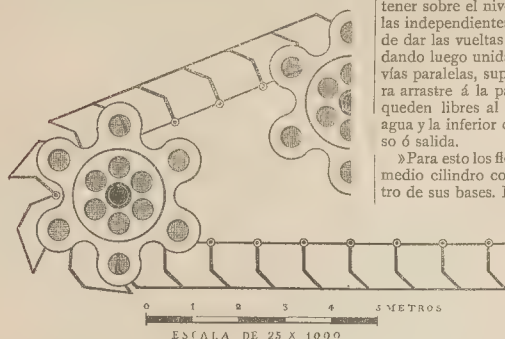 tener sobre el nive
las independiente
de dar las vueltas
dando luego unida
vías paralelas, sup
ra arrastre á la pa
queden libres al
agua y la inferior d
so ó salida.
»Para esto los fl
medio cilindro co
tro de sus bases. I
0 1 2 3 4 5 METROS
ESCALA DE 25 X 1000